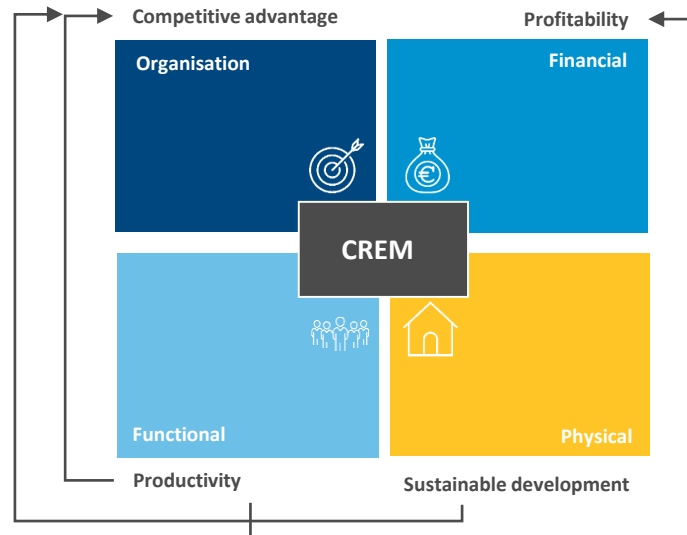 Competitive advantage
Profitability
Organisation
Financial
€
CREM
Functional
Physical
Productivity
Sustainable development